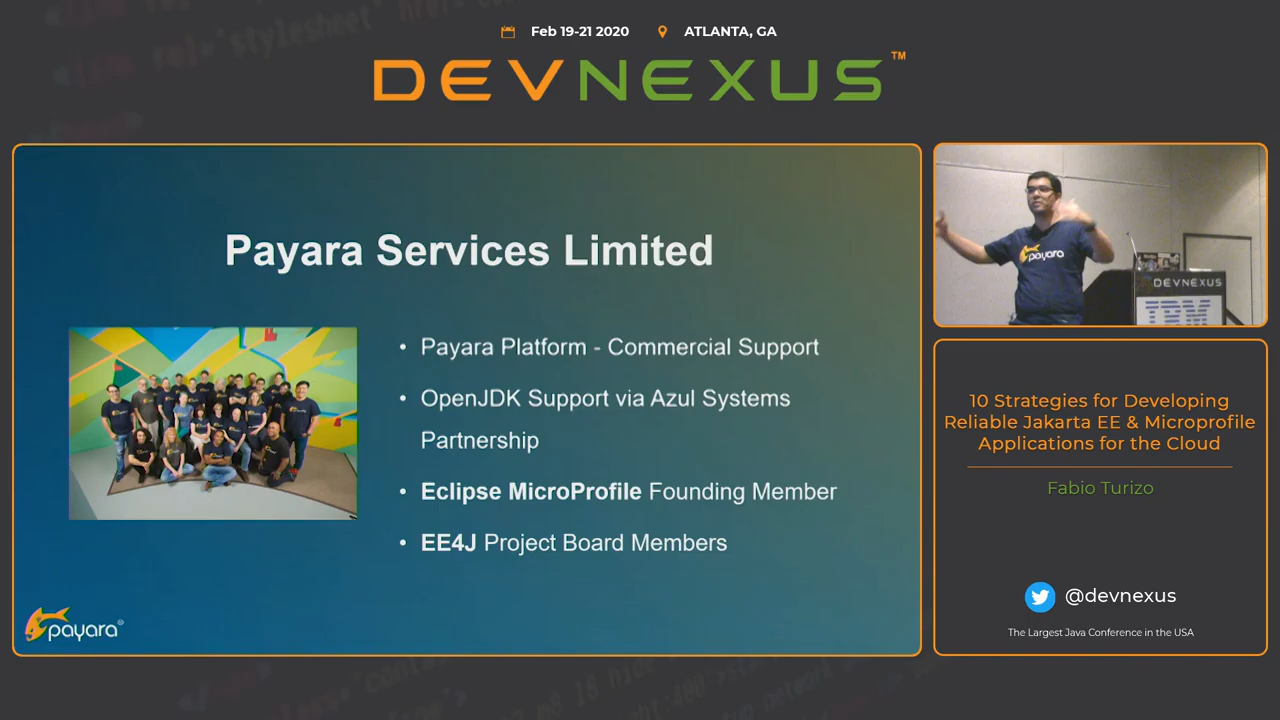 Feb 19-21 2020
ATLANTA, GA
DEVNEXUS™
Payara Services Limited
• Payara Platform - Commercial Support
• OpenJDK Support via Azul Systems
Partnership
• Eclipse MicroProfile Founding Member
• EE4J Project Board Members
payara®
payara
DEVNEXUS
IBM
10 Strategies for Developing
Reliable Jakarta EE & Microprofile
Applications for the Cloud
Fabio Turizo
@devnexus
The Largest Java Conference in the USA